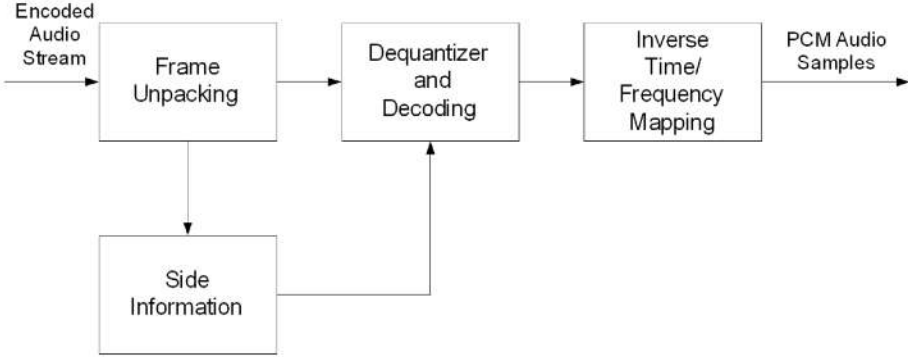 Encoded
Audio
Stream
Frame
Unpacking
Dequantizer
and
Decoding
Inverse
Time/
Frequency
Mapping
PCM Audio
Samples
Side
Information